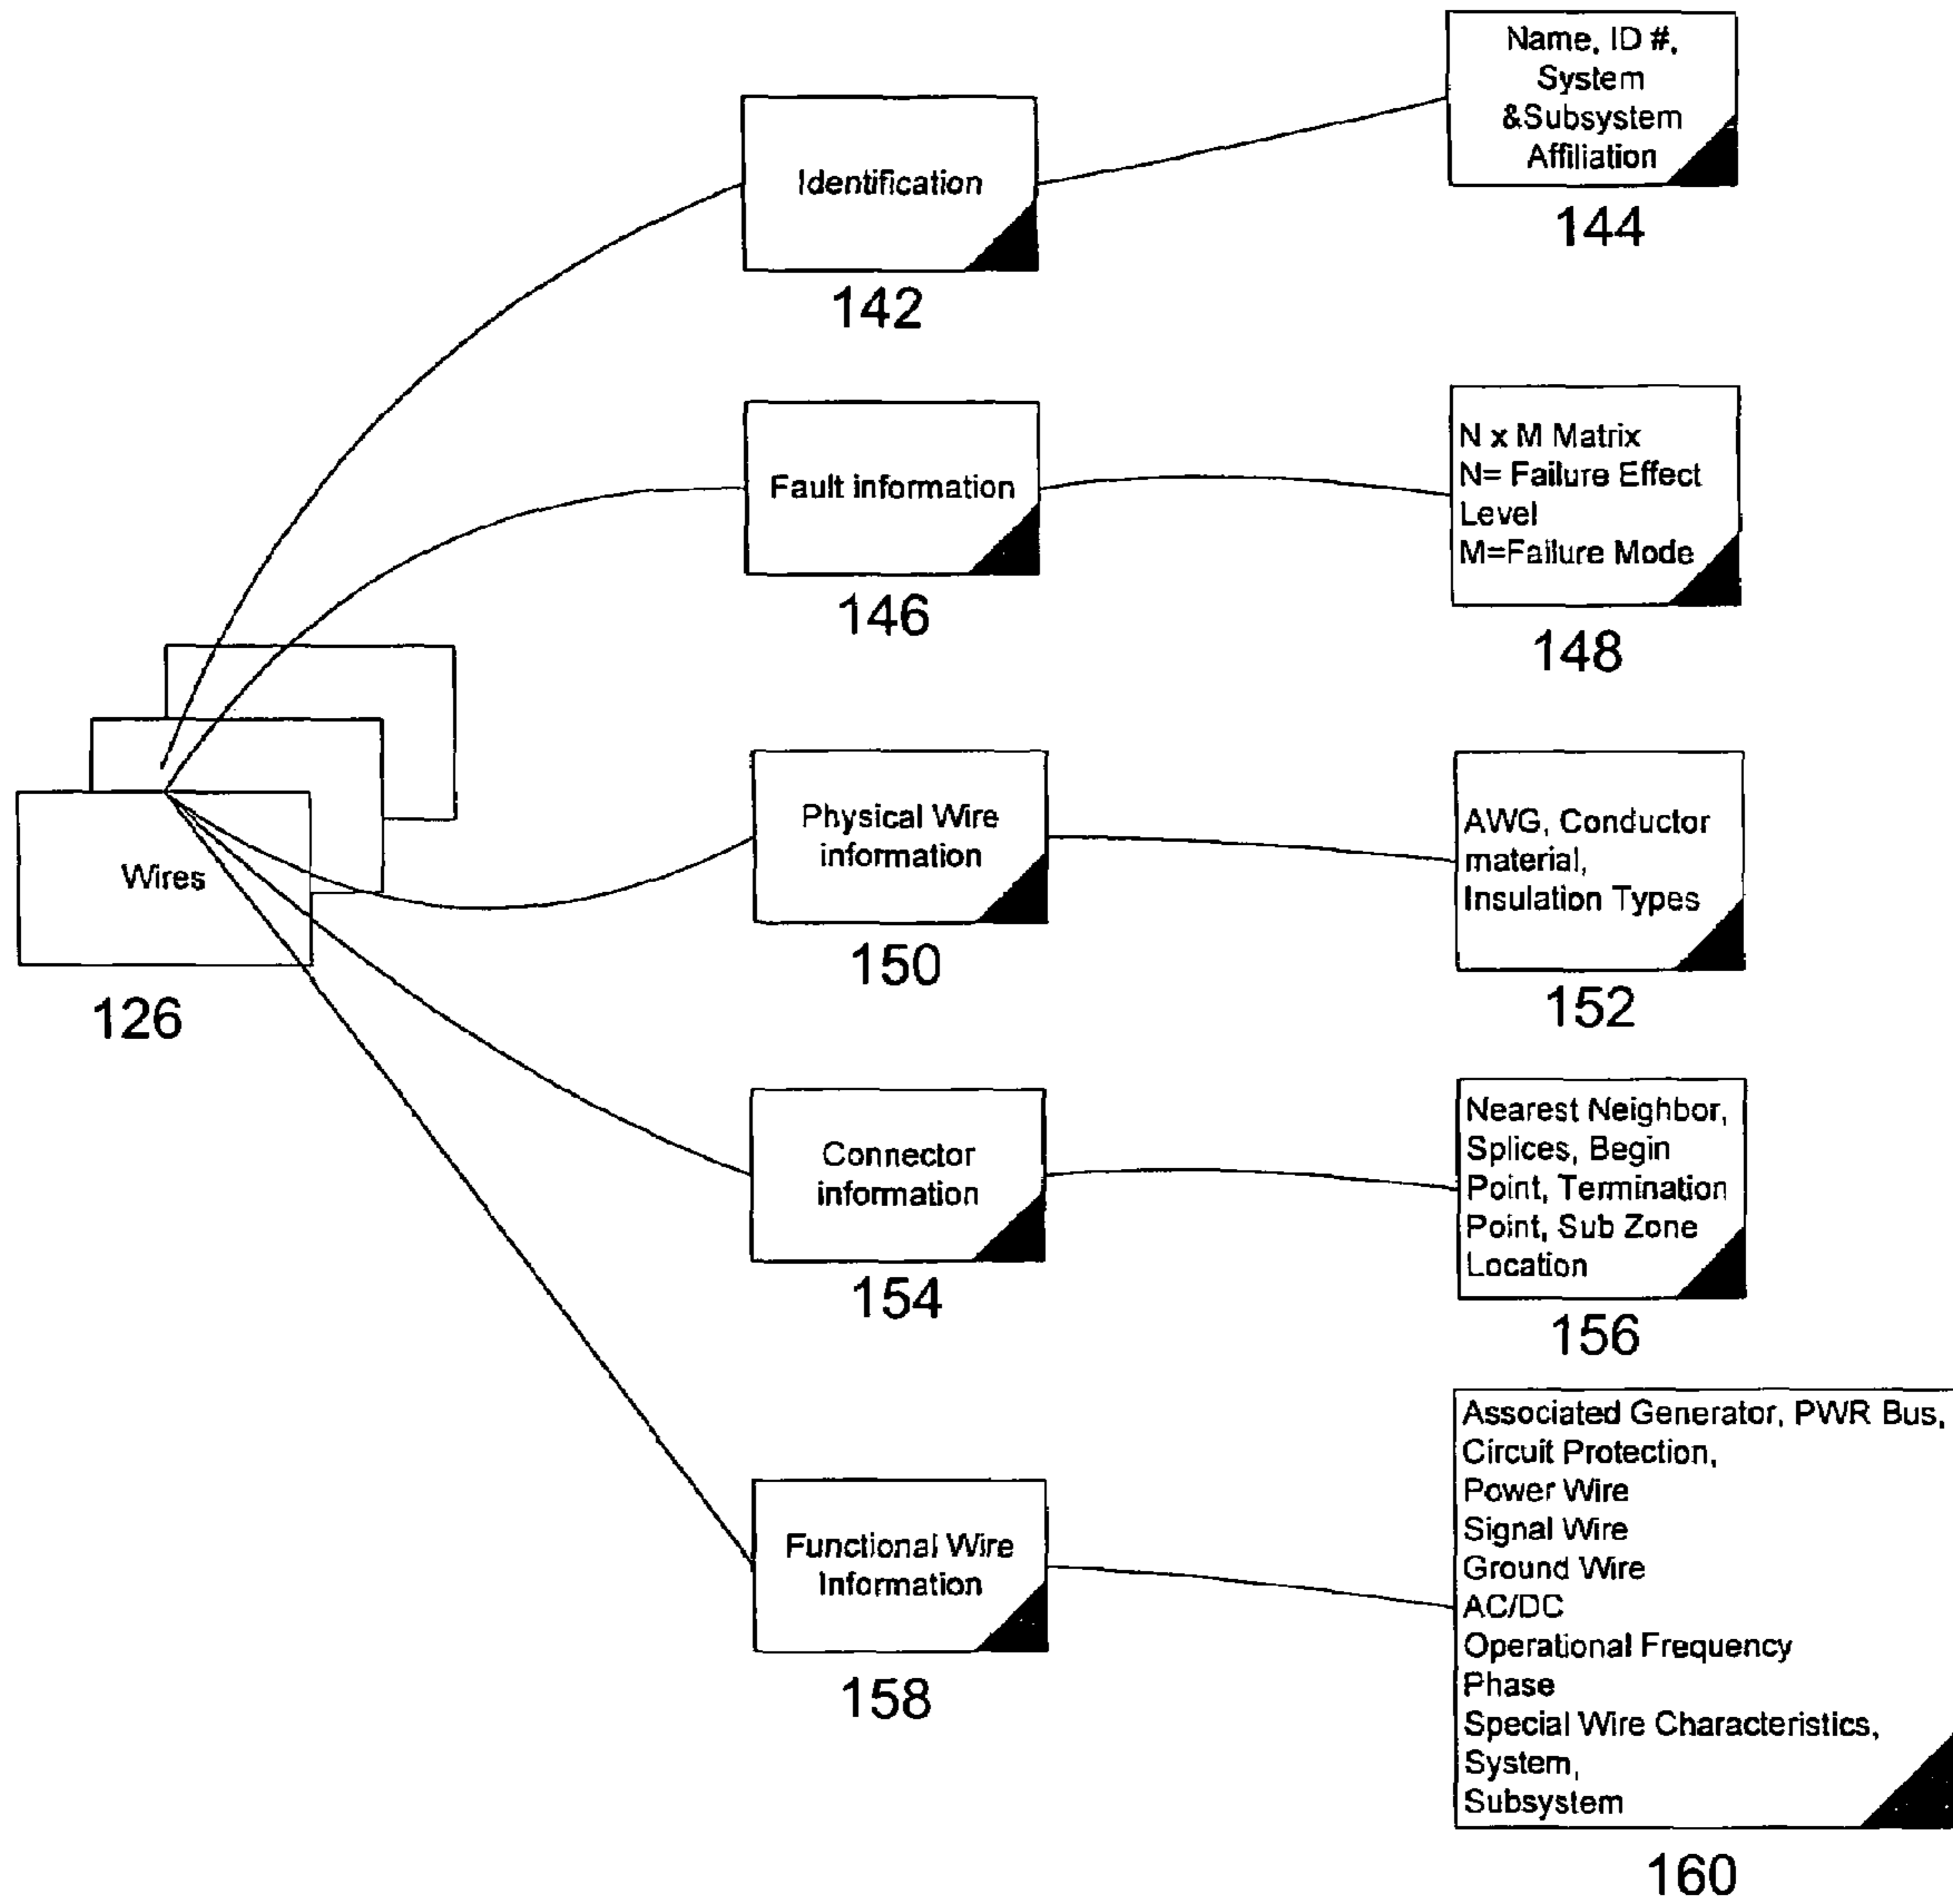 Name, ID #,
System
&Subsystem
Affiliation
144
Identification
142
N x M Matrix
N= Failure Effect
Level
M=Failure Mode
148
Fault information
146
Wires
126
Physical Wire
information
150
AWG, Conductor
material,
Insulation Types
152
Connector
information
154
Nearest Neighbor,
Splices, Begin
Point, Termination
Point, Sub Zone
Location
156
Functional Wire
Information
158
Associated Generator, PWR Bus,
Circuit Protection,
Power Wire
Signal Wire
Ground Wire
AC/DC
Operational Frequency
Phase
Special Wire Characteristics,
System,
Subsystem
160